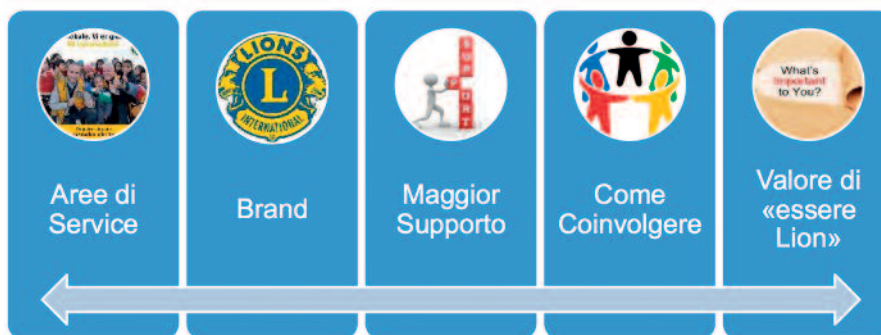 LIONS
L
INTERNATIONAL
SUPPORT
PORT
What's
important
to You?
Aree di
Service
Brand
Maggior
Supporto
Come
Coinvolgere
Valore di
«essere
Lion»